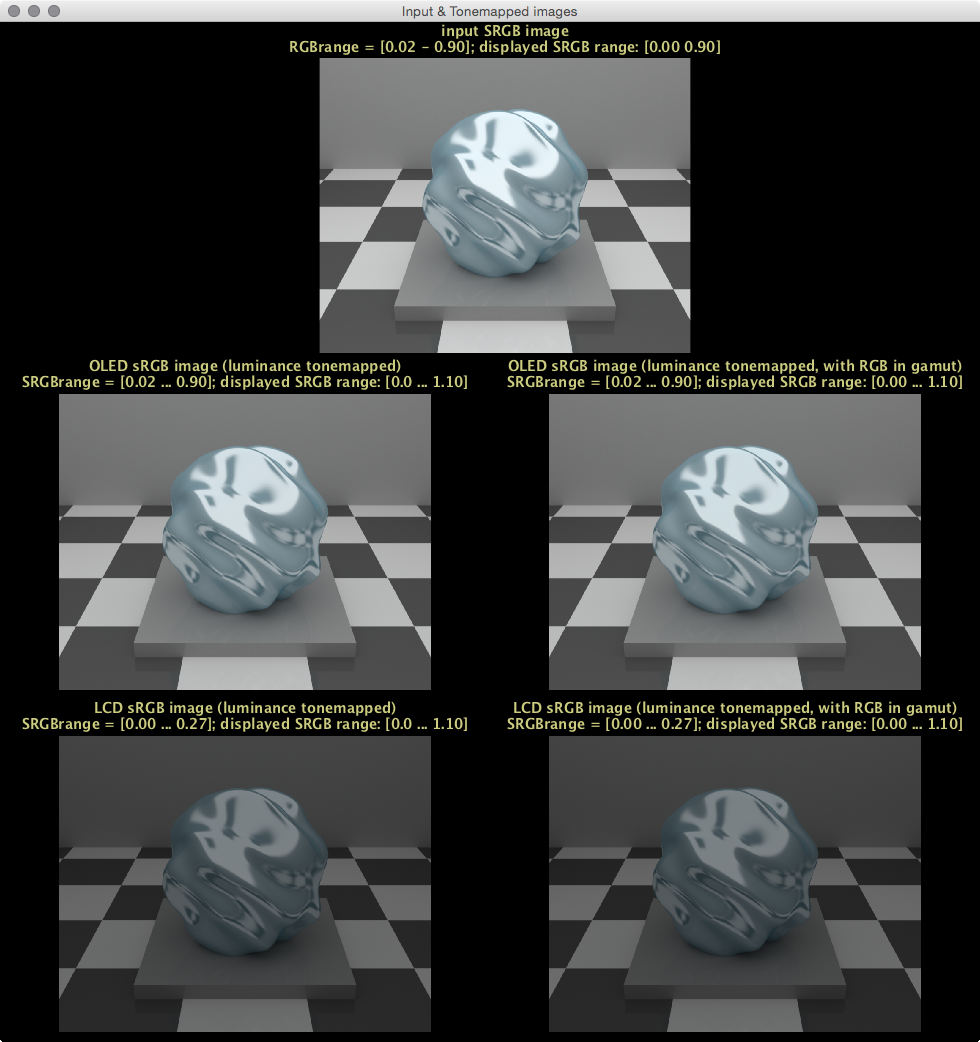 Input & Tonemapped images
input SRGB image
RGBrange = [0.02 - 0.90]; displayed SRGB range: [0.00 0.90]
OLED sRGB image (luminance tonemapped)
SRGBrange = [0.02 ... 0.90]; displayed SRGB range: [0.0 ... 1.10]
OLED sRGB image (luminance tonemapped, with RGB in gamut)
SRGBrange = [0.02 ... 0.90]; displayed SRGB range: [0.00 ... 1.10]
LCD sRGB image (luminance tonemapped)
SRGBrange = [0.00 ... 0.27]; displayed SRGB range: [0.0 ... 1.10]
LCD sRGB image (luminance tonemapped, with RGB in gamut)
SRGBrange = [0.00 ... 0.27]; displayed SRGB range: [0.00 ... 1.10]